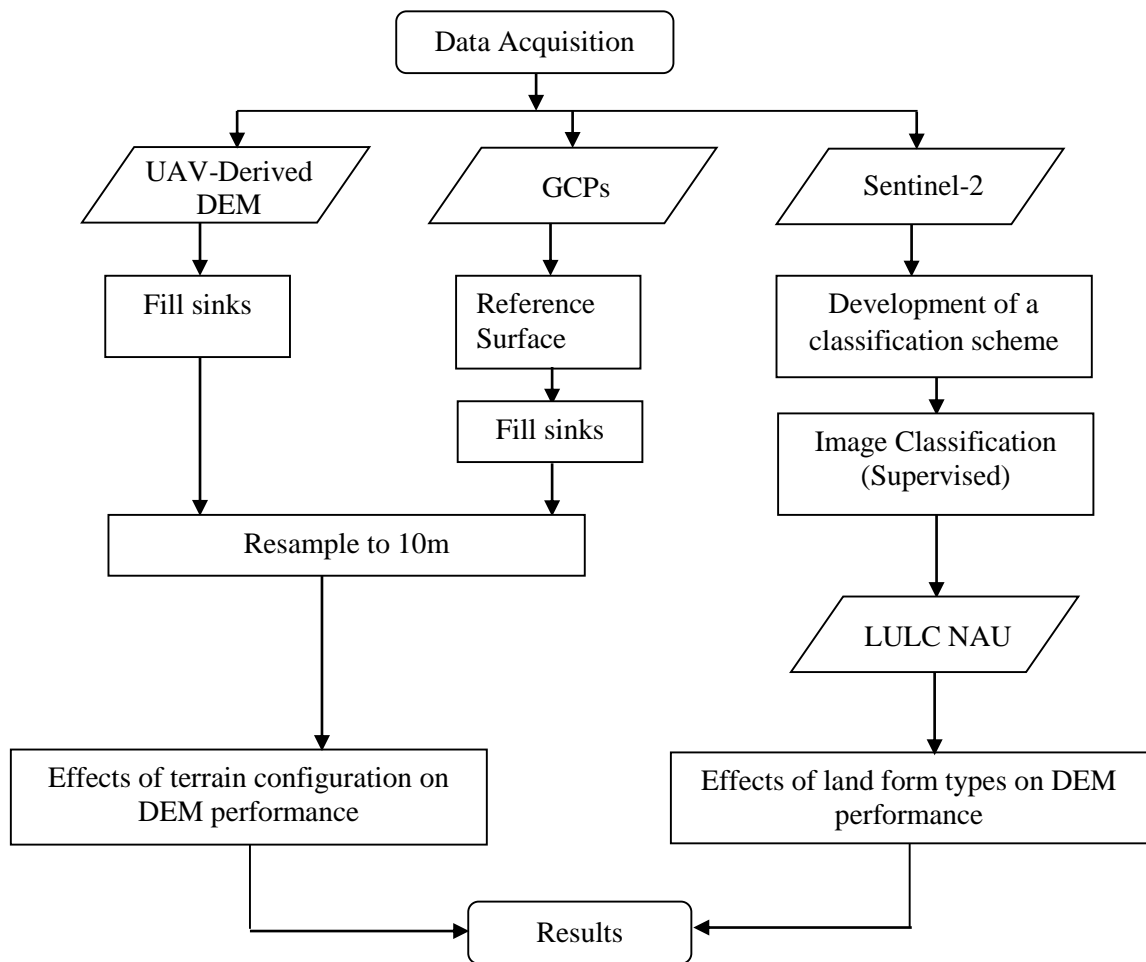 Data Acquisition
UAV-Derived
DEM
GCPs
Sentinel-2
Fill sinks
Reference
Surface
Development of a
classification scheme
Fill sinks
Image Classification
(Supervised)
Resample to 10m
LULC NAU
Effects of terrain configuration on
DEM performance
Effects of land form types on DEM
performance
Results